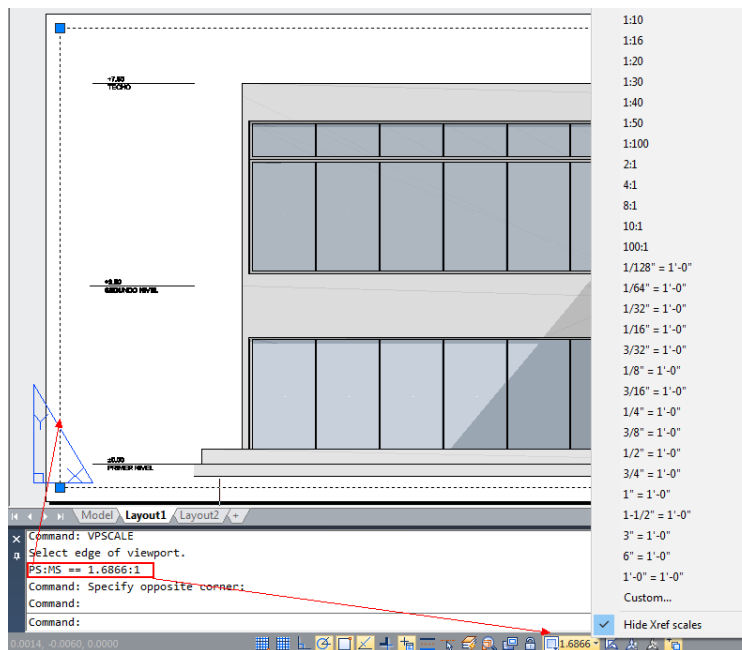 1:10
1:16
1:20
1:30
1:40
1:50
1:100
2:1
4:1
8:1
10:1
100:1
1/128" = 1'-0"
1/64" = 1'-0"
1/32" = 1'-0"
1/16" = 1'-0"
3/32" = 1'-0"
1/8" = 1'-0"
3/16" = 1'-0"
1/4" = 1'-0"
3/8" = 1'-0"
1/2" = 1'-0"
3/4" = 1'-0"
1" = 1'-0"
1-1/2" = 1'-0"
3" = 1'-0"
6" = 1'-0"
1'-0" = 1'-0"
Custom...
Hide Xref scales
TECHO
SEGUNDO NIVEL
±0.00
PRIMER NIVEL
Y
X
Model Layout1 Layout2 +
Command: VPSCALE
Select edge of viewport.
PS:MS == 1.6866:1
Command: Specify opposite corner:
Command:
Command:
0.0014, -0.0060, 0.0000
1.6866